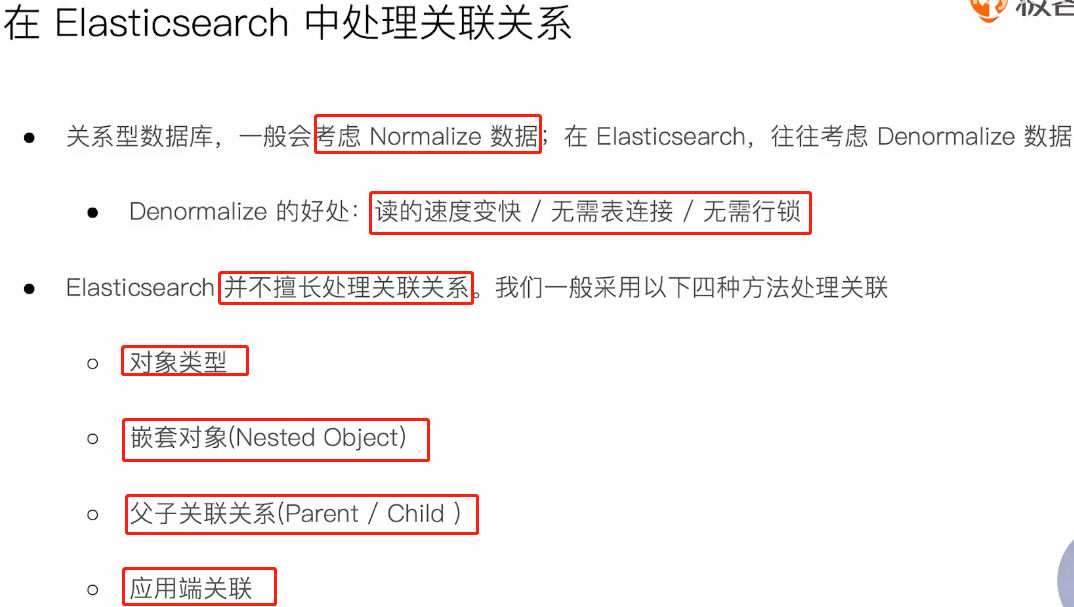 在 Elasticsearch 中处理关联关系
关系型数据库，一般会考虑 Normalize 数据；在 Elasticsearch，往往考虑 Denormalize 数据
Denormalize 的好处：读的速度变快 / 无需表连接 / 无需行锁
Elasticsearch 并不擅长处理关联关系。我们一般采用以下四种方法处理关联
对象类型
嵌套对象(Nested Object)
父子关联关系(Parent / Child )
应用端关联